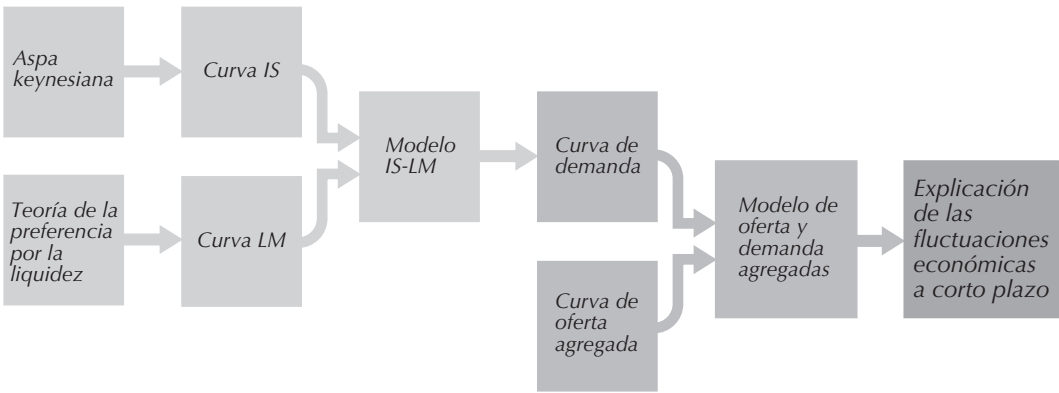 Aspa
keynesiana
Curva IS
Teoría de la
preferencia
por la
liquidez
Curva LM
Modelo
IS-LM
Curva de
demanda
Curva de
oferta
agregada
Modelo de
oferta y
demanda
agregadas
Explicación
de las
fluctuaciones
económicas
a corto plazo